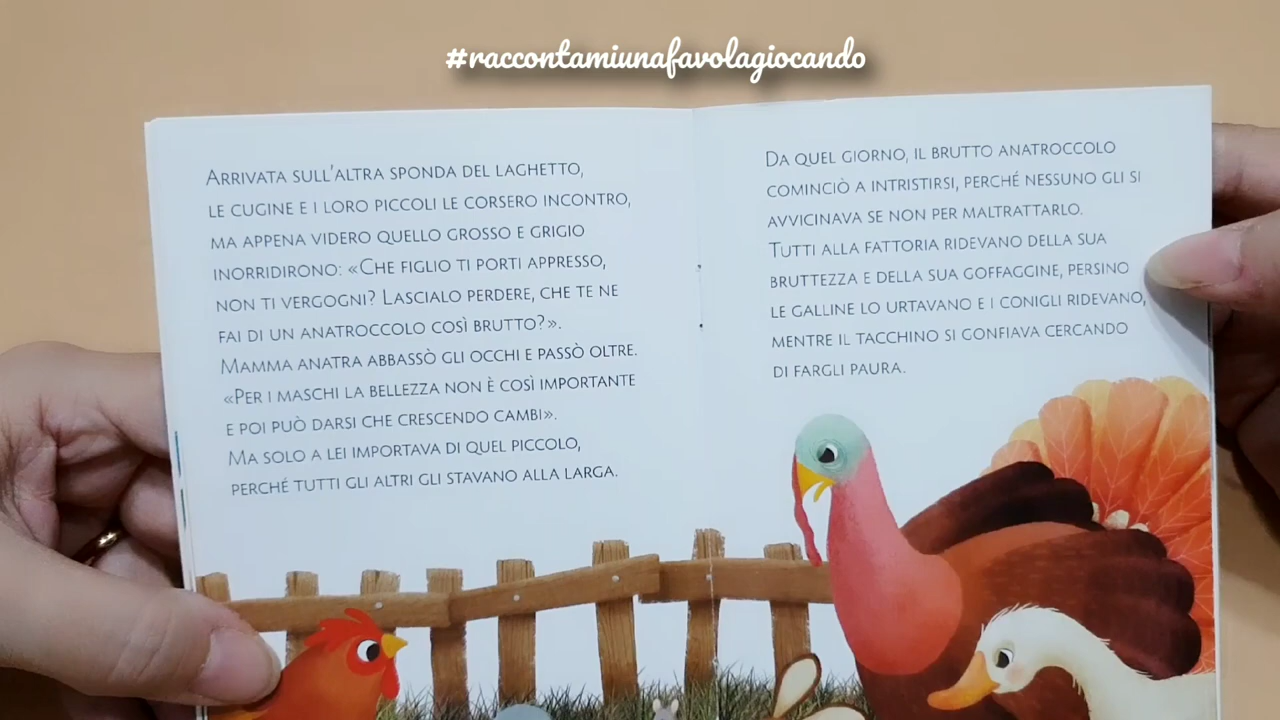 #raccontamiunafavolagiocando
Arrivata sull'altra sponda del laghetto,
le cugine e i loro piccoli le corsero incontro,
ma appena videro quello grosso e grigio
inorridirono: «Che figlio ti porti appresso,
non ti vergogni? Lascialo perdere, che te ne
fai di un anatroccolo così brutto?».
Mamma anatra abbassò gli occhi e passò oltre.
«Per i maschi la bellezza non è così importante
e poi può darsi che crescendo cambi».
Ma solo a lei importava di quel piccolo,
perché tutti gli altri gli stavano alla larga.
Da quel giorno, il brutto anatroccolo
cominciò a intristirsi, perché nessuno gli si
avvicinava se non per maltrattarlo.
Tutti alla fattoria ridevano della sua
bruttezza e della sua goffaggine, persino
le galline lo urtavano e i conigli ridevano,
mentre il tacchino si gonfiava cercando
di fargli paura.